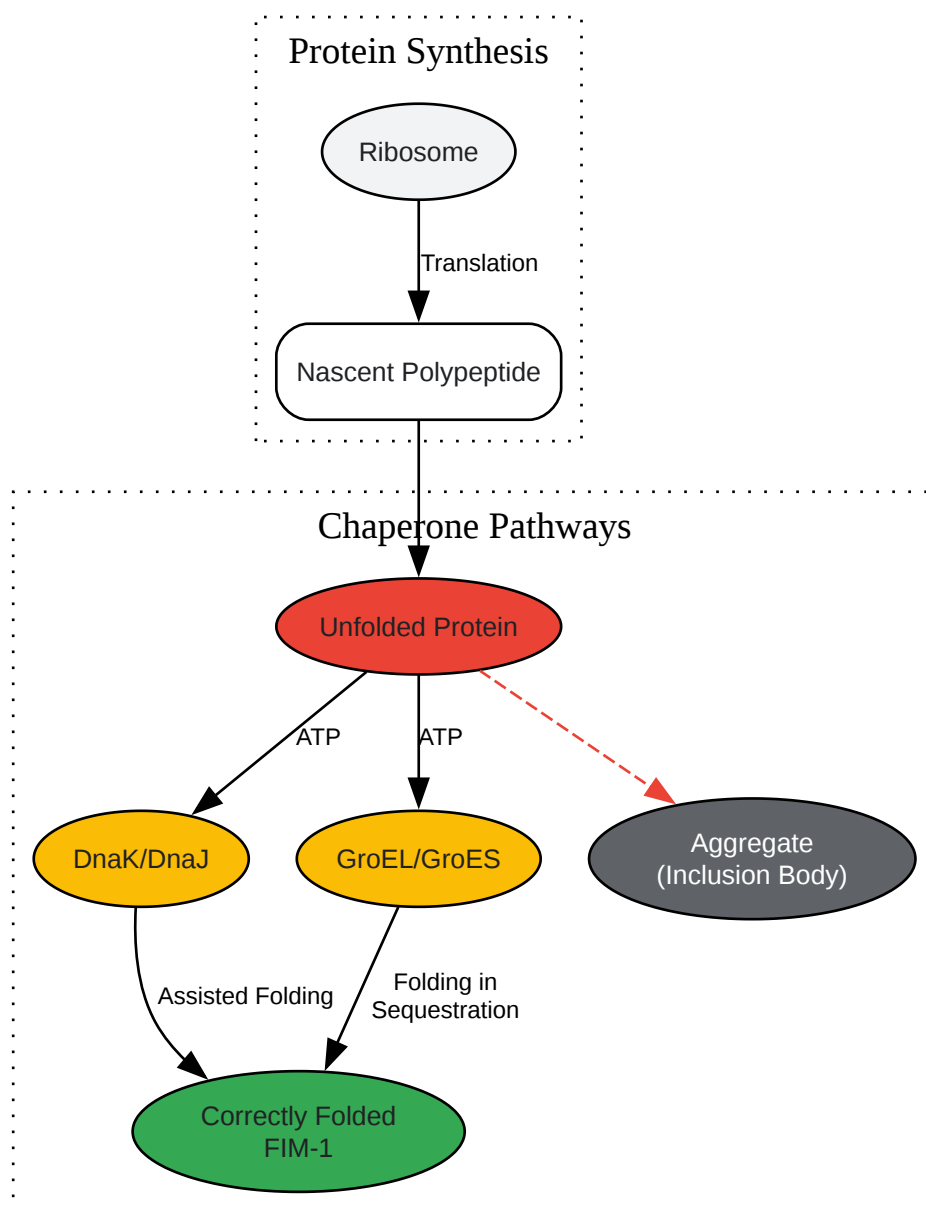 Protein Synthesis
Ribosome
Translation
Nascent Polypeptide
Chaperone Pathways
Unfolded Protein
ATP
ATP
DnaK/DnaJ
GroEL/GroES
Aggregate
(Inclusion Body)
Assisted Folding
Folding in
Sequestration
Correctly Folded
FIM-1